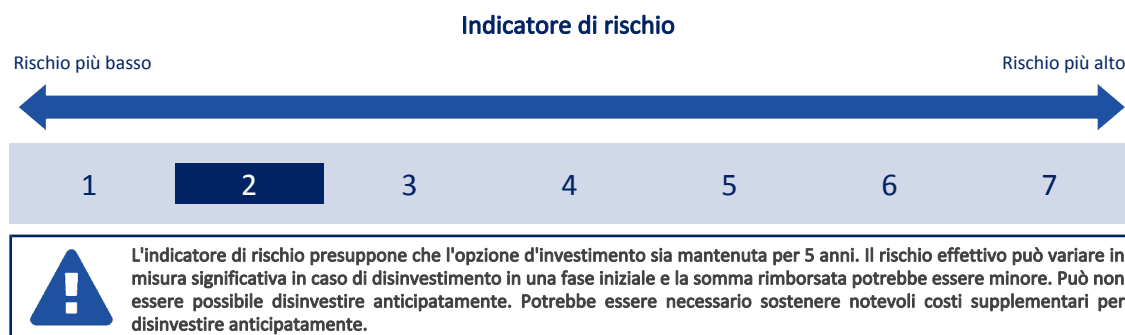 Indicatore di rischio
Rischio più basso
Rischio più alto
1 2 3 4 5 6 7
L'indicatore di rischio presuppone che l'opzione d'investimento sia mantenuta per 5 anni. Il rischio effettivo può variare in
misura significativa in caso di disinvestimento in una fase iniziale e la somma rimborsata potrebbe essere minore. Può non
essere possibile disinvestire anticipatamente. Potrebbe essere necessario sostenere notevoli costi supplementari per
disinvestire anticipatamente.